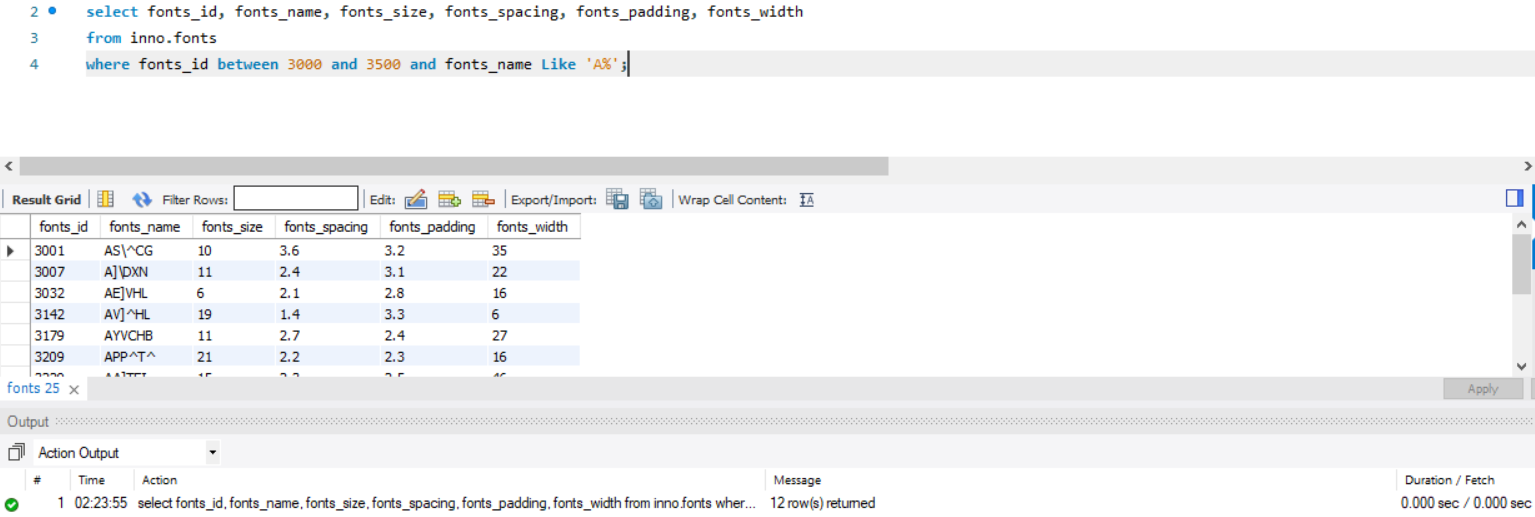 2 select fonts_id, fonts_name, fonts_size, fonts_spacing, fonts_padding, fonts_width
3 from inno.fonts
4 where fonts_id between 3000 and 3500 and fonts_name Like 'A%';
Result Grid Filter Rows: Edit: Export/Import: Wrap Cell Content: IA
fonts_id fonts_name fonts_size fonts_spacing fonts_padding fonts_width
3001 AS\^CG 10 3.6 3.2 35
3007 A]\DXN 11 2.4 3.1 22
3032 AE]VHL 6 2.1 2.8 16
3142 AV]^HL 19 1.4 3.3 6
3179 AYVCHB 11 2.7 2.4 27
3209 APP^T^ 21 2.2 2.3 16
fonts 25 Apply
Output
Action Output
# Time Action Message Duration / Fetch
1 02:23:55 select fonts_id, fonts_name, fonts_size, fonts_spacing, fonts_padding, fonts_width from inno.fonts wher... 12 row(s) returned 0.000 sec / 0.000 sec